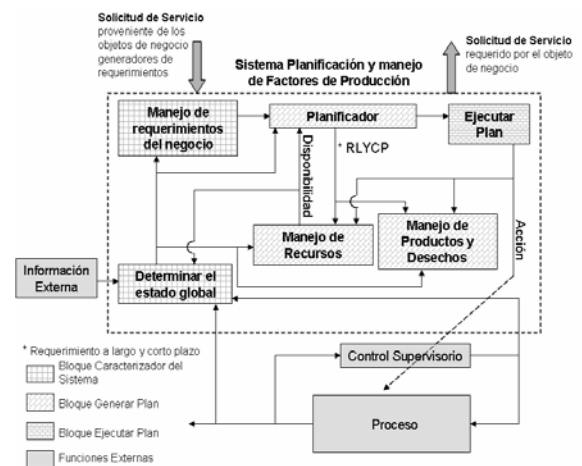 Solicitud de Servicio
proveniente de los
objetos de negocio
generadores de
requerimientos
Solicitud de Servicio
requerido por el objeto
de negocio
Sistema Planificación y manejo
de Factores de Producción
Manejo de
requerimientos
del negocio
Planificador
Ejecutar
Plan
* RLYCP
Disponibilidad
Manejo de
Recursos
Manejo de
Productos y
Desechos
Acción
Información
Externa
Determinar el
estado global
* Requerimiento a largo y corto plazo
Bloque Caracterizador del
Sistema
Bloque Generar Plan
Bloque Ejecutar Plan
Funciones Externas
Control Supervisorio
Proceso